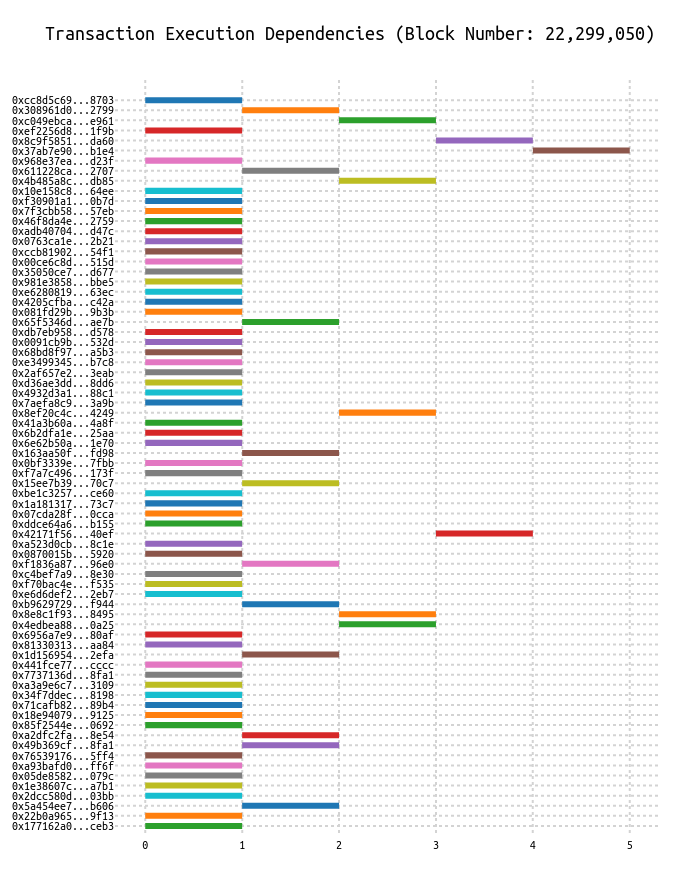 Transaction Execution Dependencies (Block Number: 22,299,050)
0xcc8d5c69...8703
0x308961d0...2799
0xc049ebca...e961
0xef2256d8...1f9b
0x8c9f5851...da60
0x37ab7e90...b1e4
0x968e37ea...d23f
0x611228ca...2707
0x4b485a8c...db85
0x10e158c8...64ee
0xf30901a1...0b7d
0x7f3cbb58...57eb
0x46f8da4e...2759
0xadb40704...d47c
0x0763ca1e...2b21
0xccb81902...54f1
0x00ce6c8d...515d
0x35050ce7...d677
0x981e3858...bbe5
0xe6280819...63ec
0x4205cfba...c42a
0x081fd29b...9b3b
0x65f5346d...ae7b
0xdb7eb958...d578
0x0091cb9b...532d
0x68bd8f97...a5b3
0xe3499345...b7c8
0x2af657e2...3eab
0xd36ae3dd...8dd6
0x4932d3a1...88c1
0x7aefa8c9...3a9b
0x8ef20c4c...4249
0x41a3b60a...4a8f
0x6b2dfa1e...25aa
0x6e62b50a...1e70
0x163aa50f...fd98
0x0bf3339e...7fbb
0xf7a7c496...173f
0x15ee7b39...70c7
0xbe1c3257...ce60
0x1a181317...73c7
0x07cda28f...0cca
0xddce64a6...b155
0x42171f56...40ef
0xa523d0cb...8c1e
0x0870015b...5920
0xf1836a87...96e0
0xc4bef7a9...8e30
0xf70bac4e...f535
0xe6d6def2...2eb7
0xb9629729...f944
0x8e8c1f93...8495
0x4edbea88...0a25
0x6956a7e9...80af
0x81330313...aa84
0x1d156954...2efa
0x441fce77...cccc
0x7737136d...8fa1
0xa3a9e6c7...3109
0x34f7ddec...8198
0x71cafb82...89b4
0x18e94079...9125
0x85f2544e...0692
0xa2dfc2fa...8e54
0x49b369cf...8fa1
0x76539176...5ff4
0xa93bafd0...ff6f
0x05de8582...079c
0x1e38607c...a7b1
0x2dcc580d...03bb
0x5a454ee7...b606
0x22b0a965...9f13
0x177162a0...ceb3
0 1 2 3 4 5